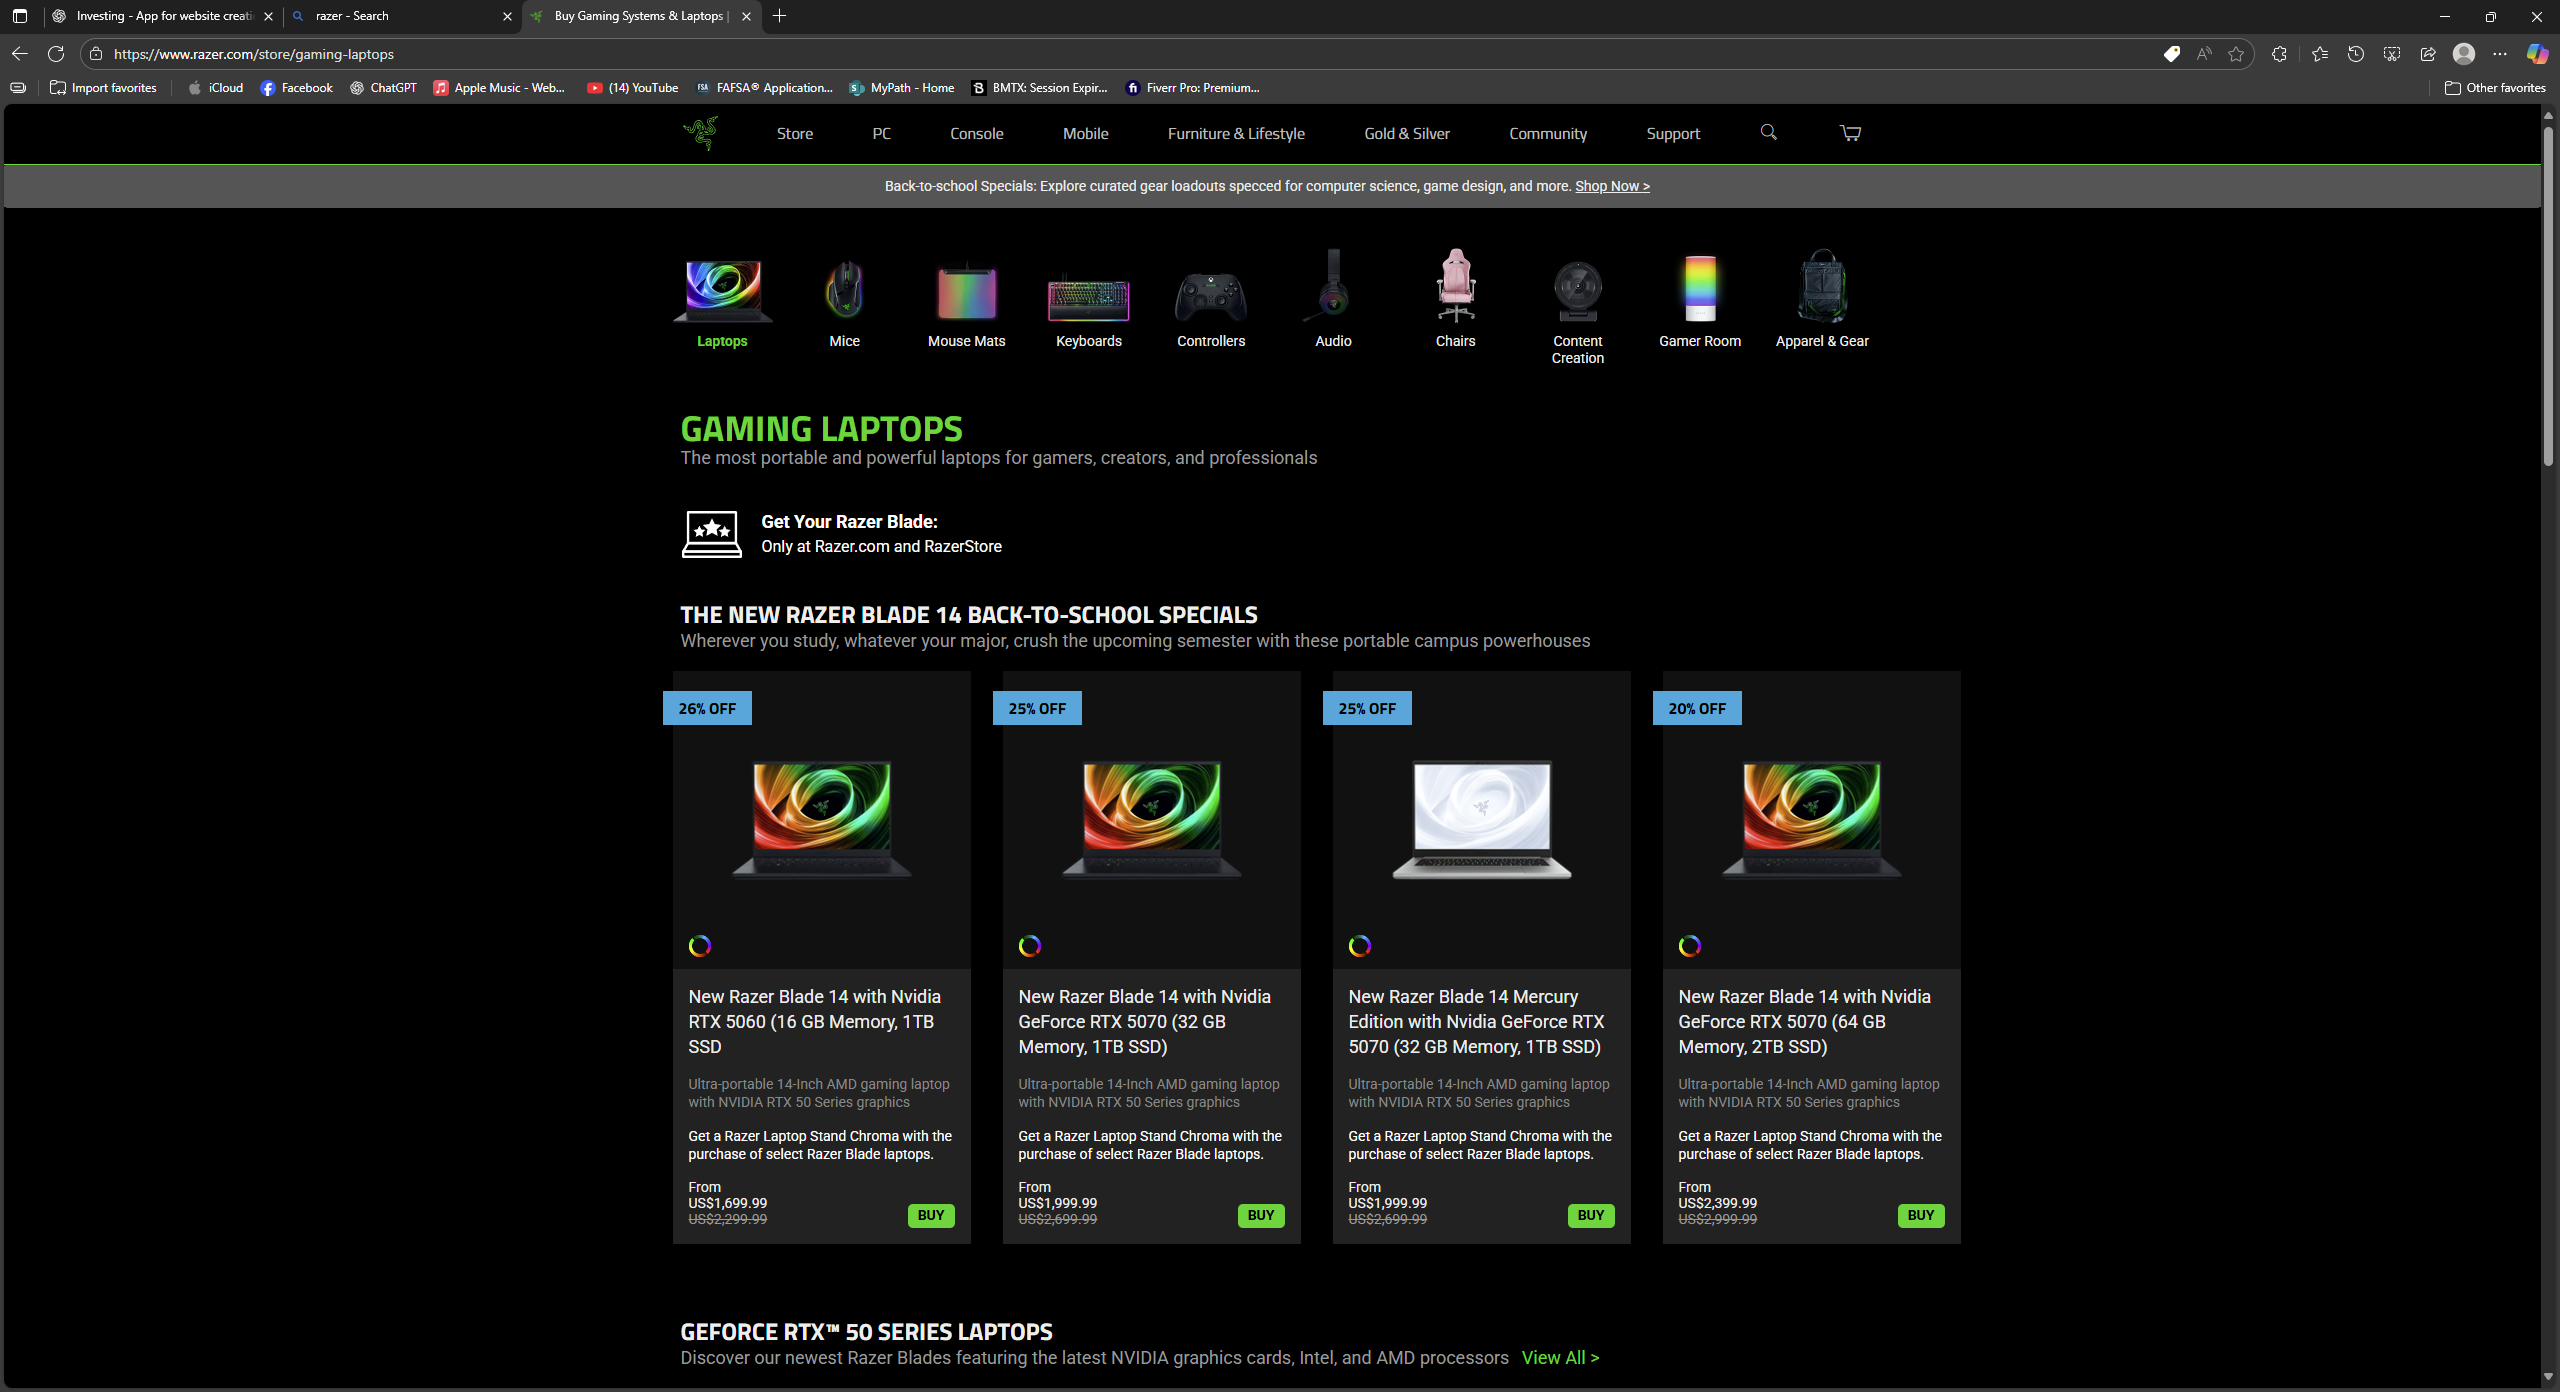 Investing - App for website creati
razer - Search
Buy Gaming Systems & Laptops |
https://www.razer.com/store/gaming-laptops
Import favorites
iCloud
Facebook
ChatGPT
Apple Music - Web...
(14) YouTube
FSA
FAFSA® Application...
MyPath - Home
BMTX: Session Expir...
Fiverr Pro: Premium...
Other favorites
Store
PC
Console
Mobile
Furniture & Lifestyle
Gold & Silver
Community
Support
Back-to-school Specials: Explore curated gear loadouts specced for computer science, game design, and more. Shop Now >
Laptops
Mice
Mouse Mats
Keyboards
Controllers
Audio
Chairs
Content
Creation
Gamer Room
Apparel & Gear
GAMING LAPTOPS
The most portable and powerful laptops for gamers, creators, and professionals
Get Your Razer Blade:
Only at Razer.com and RazerStore
THE NEW RAZER BLADE 14 BACK-TO-SCHOOL SPECIALS
Wherever you study, whatever your major, crush the upcoming semester with these portable campus powerhouses
26% OFF
New Razer Blade 14 with Nvidia
RTX 5060 (16 GB Memory, 1TB
SSD
Ultra-portable 14-Inch AMD gaming laptop
with NVIDIA RTX 50 Series graphics
Get a Razer Laptop Stand Chroma with the
purchase of select Razer Blade laptops.
From
US$1,699.99
US$2,299.99
BUY
25% OFF
New Razer Blade 14 with Nvidia
GeForce RTX 5070 (32 GB
Memory, 1TB SSD)
Ultra-portable 14-Inch AMD gaming laptop
with NVIDIA RTX 50 Series graphics
Get a Razer Laptop Stand Chroma with the
purchase of select Razer Blade laptops.
From
US$1,999.99
US$2,699.99
BUY
25% OFF
New Razer Blade 14 Mercury
Edition with Nvidia GeForce RTX
5070 (32 GB Memory, 1TB SSD)
Ultra-portable 14-Inch AMD gaming laptop
with NVIDIA RTX 50 Series graphics
Get a Razer Laptop Stand Chroma with the
purchase of select Razer Blade laptops.
From
US$1,999.99
US$2,699.99
BUY
20% OFF
New Razer Blade 14 with Nvidia
GeForce RTX 5070 (64 GB
Memory, 2TB SSD)
Ultra-portable 14-Inch AMD gaming laptop
with NVIDIA RTX 50 Series graphics
Get a Razer Laptop Stand Chroma with the
purchase of select Razer Blade laptops.
From
US$2,399.99
US$2,999.99
BUY
GEFORCE RTX™ 50 SERIES LAPTOPS
Discover our newest Razer Blades featuring the latest NVIDIA graphics cards, Intel, and AMD processors View All >